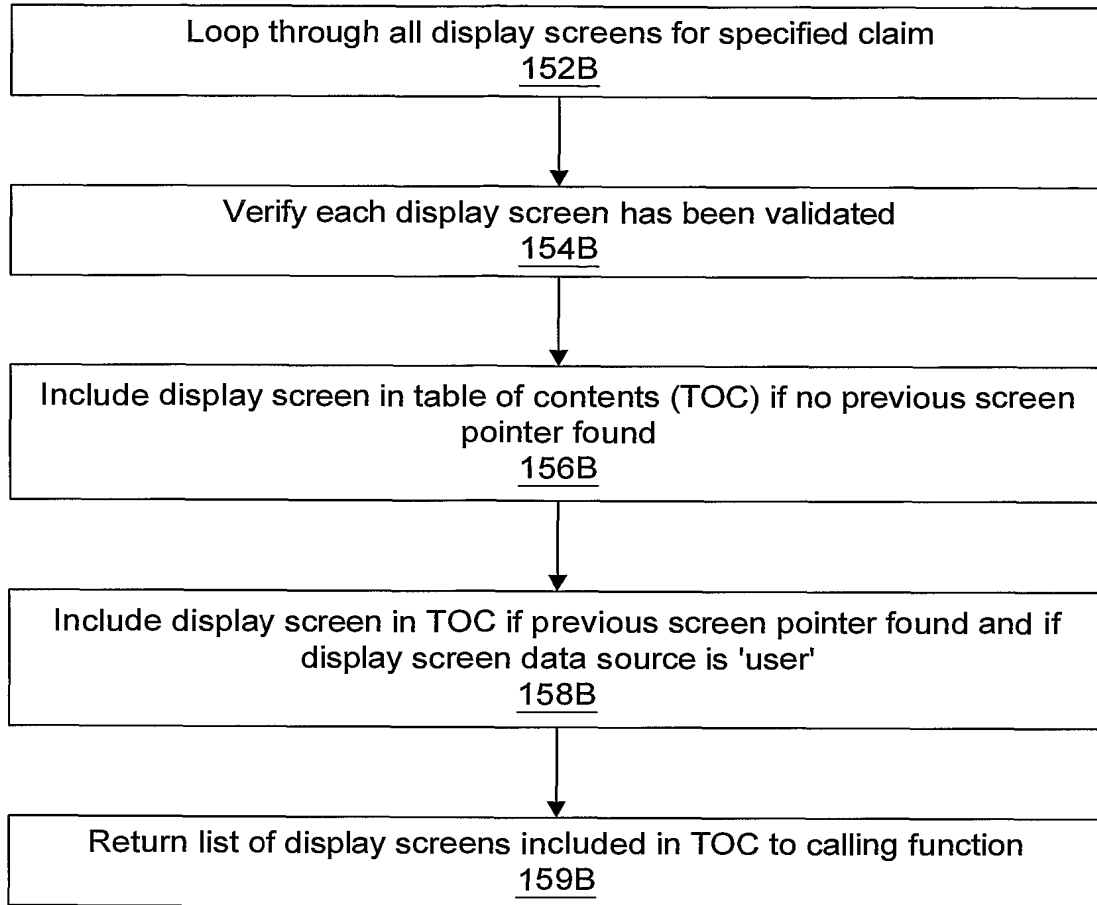 Loop through all display screens for specified claim
152B
Verify each display screen has been validated
154B
Include display screen in table of contents (TOC) if no previous screen
pointer found
156B
Include display screen in TOC if previous screen pointer found and if
display screen data source is 'user'
158B
Return list of display screens included in TOC to calling function
159B